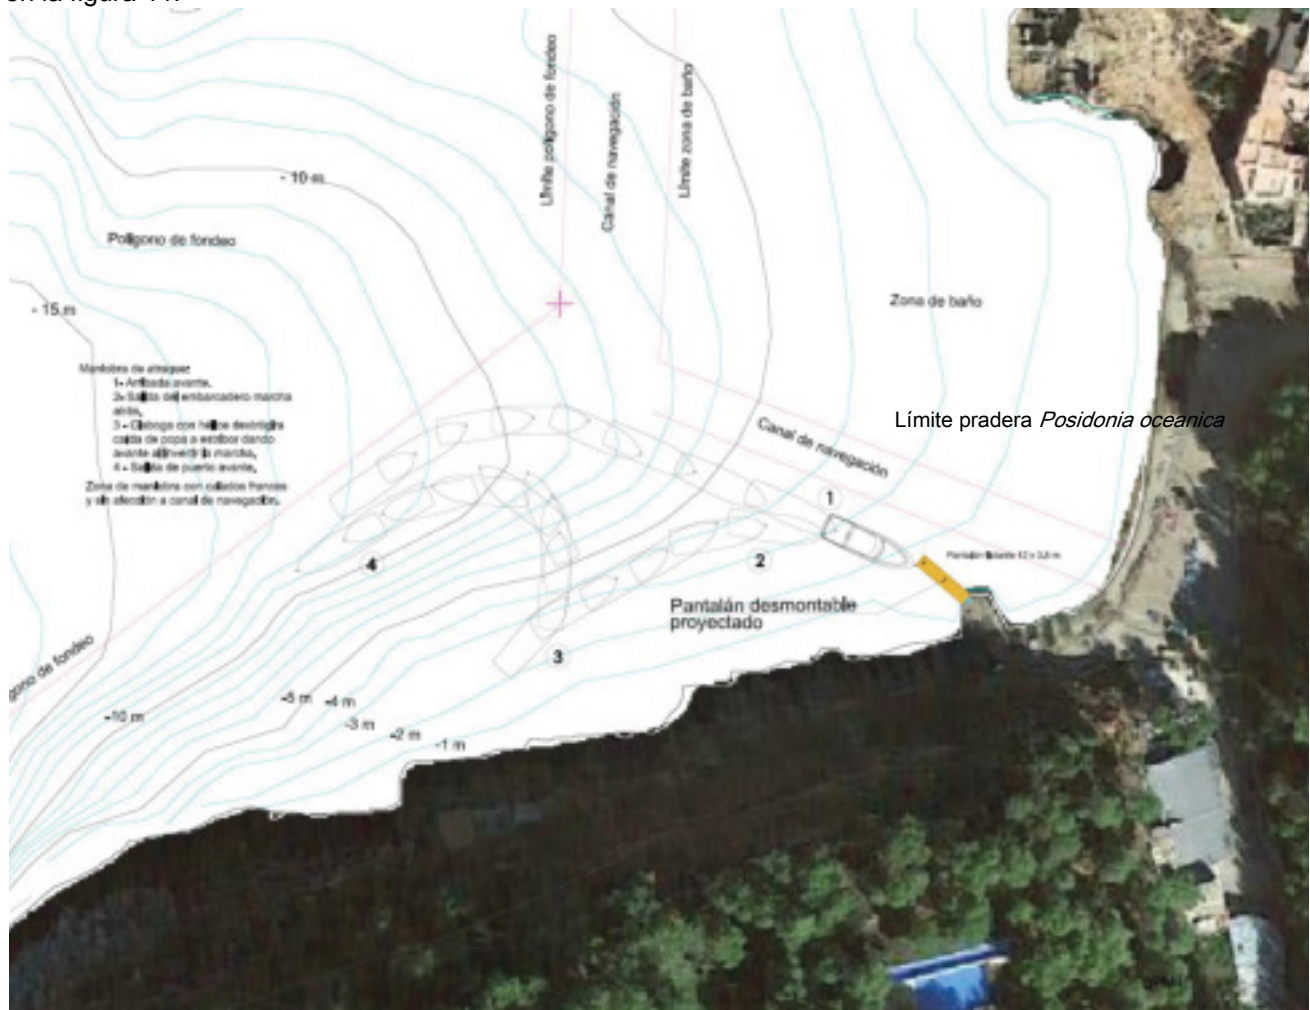 en la figura 11.
Límite polígono de fondeo
Canal de navegación
Límite zona de baño
- 10 m
Polígono de fondeo
- 15 m
Zona de baño
Maniobra de atraque:
1- Arribada avante.
2- Salida del embarcadero marcha
atrás.
3 - Ciaboga con hélice dextrógira
caída de popa a estribor dando
avante al invertir la marcha.
4 - Salida de puerto avante.
Zona de maniobra con calados francos
y sin afección a canal de navegación.
Límite pradera Posidonia oceanica
Canal de navegación
1
2
4
Pantalán flotante
Pantalán desmontable
proyectado
3
gono de fondeo
-10 m
-5 m
-4 m
-3 m
-2 m
-1 m